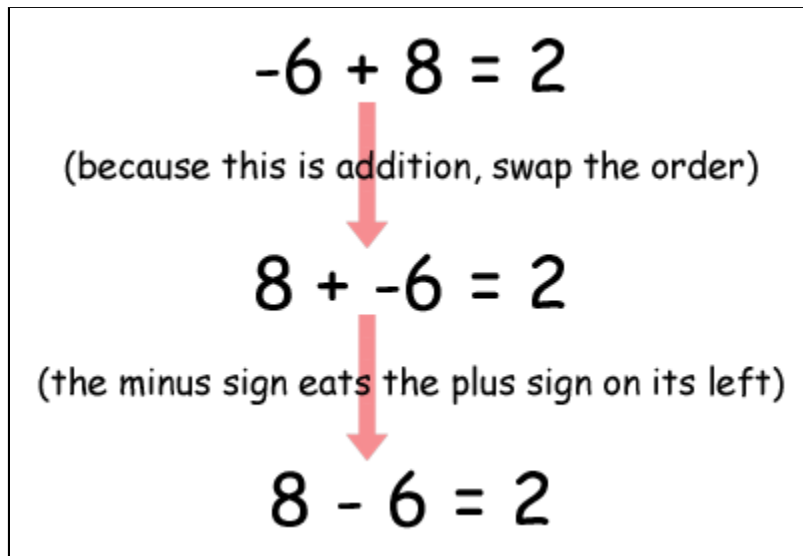 -6 + 8 = 2
(because this is addition, swap the order)
8 + -6 = 2
(the minus sign eats the plus sign on its left)
8 - 6 = 2